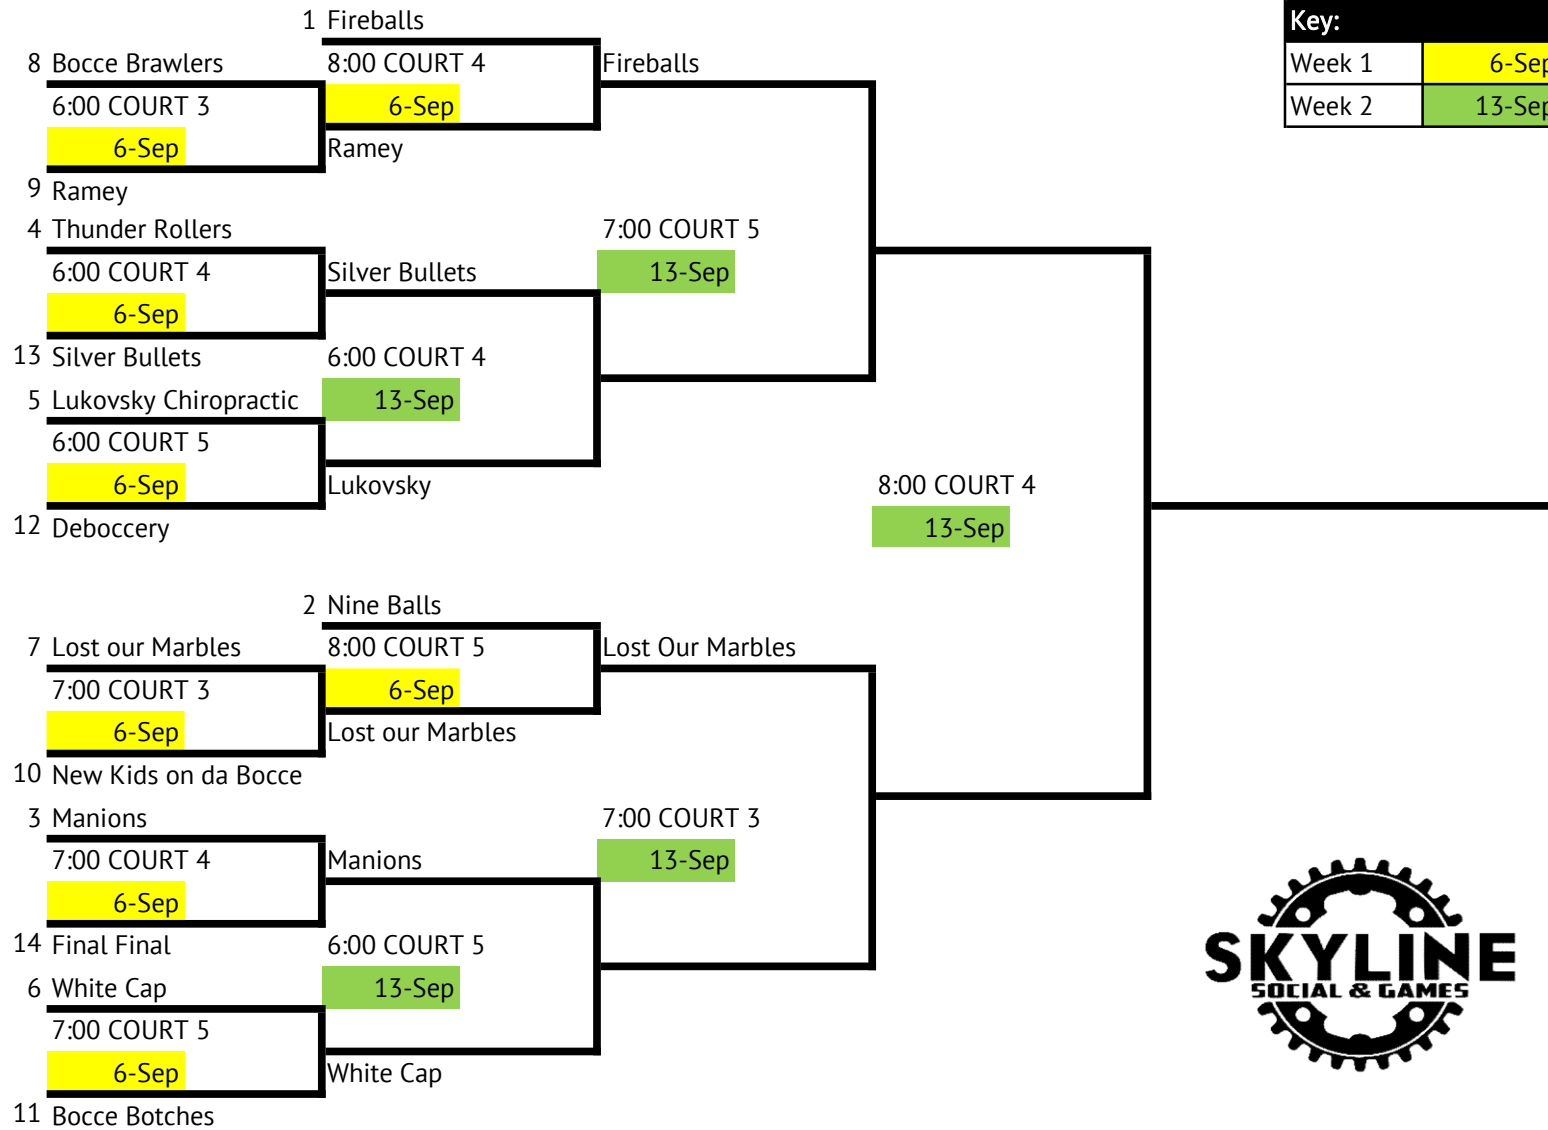 1 Fireballs
Key:
8 Bocce Brawlers 8:00 COURT 4 Fireballs
Week 1 6-Sep
6:00 COURT 3 6-Sep
Week 2 13-Sep
6-Sep Ramey
9 Ramey
4 Thunder Rollers 7:00 COURT 5
6:00 COURT 4 Silver Bullets 13-Sep
6-Sep
13 Silver Bullets 6:00 COURT 4
5 Lukovsky Chiropractic 13-Sep
6:00 COURT 5
6-Sep Lukovsky 8:00 COURT 4
12 Deboccery 13-Sep
2 Nine Balls
7 Lost our Marbles 8:00 COURT 5 Lost Our Marbles
7:00 COURT 3 6-Sep
6-Sep Lost our Marbles
10 New Kids on da Bocce
3 Manions 7:00 COURT 3
7:00 COURT 4 Manions 13-Sep
6-Sep
14 Final Final 6:00 COURT 5
6 White Cap 13-Sep
7:00 COURT 5
6-Sep White Cap
11 Bocce Botches
SKYLINE
SOCIAL & GAMES